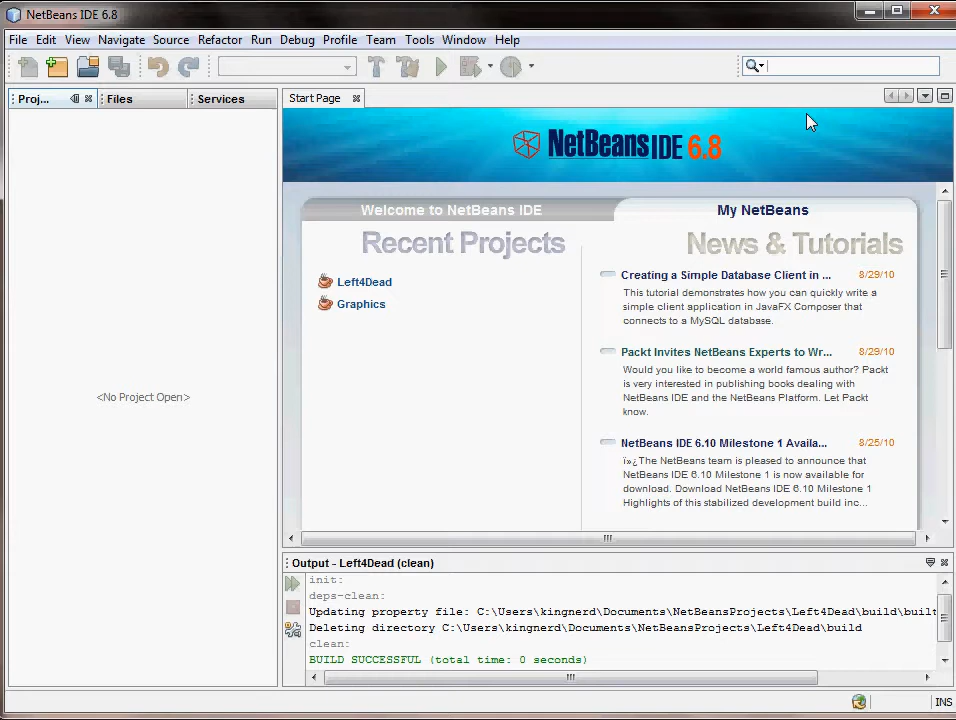 NetBeans IDE 6.8
File Edit View Navigate Source Refactor Run Debug Profile Team Tools Window Help
Proj... Files Services
Start Page
NetBeans IDE 6.8
Welcome to NetBeans IDE
My NetBeans
Recent Projects
Left4Dead
Graphics
News & Tutorials
Creating a Simple Database Client in ... 8/29/10
This tutorial demonstrates how you can quickly write a
simple client application in JavaFX Composer that
connects to a MySQL database.
Packt Invites NetBeans Experts to Wr... 8/29/10
Would you like to become a world famous author? Packt
is very interested in publishing books dealing with
NetBeans IDE and the NetBeans Platform. Let Packt
know.
NetBeans IDE 6.10 Milestone 1 Availa... 8/25/10
ï»¿The NetBeans team is pleased to announce that
NetBeans IDE 6.10 Milestone 1 is now available for
download. Download NetBeans IDE 6.10 Milestone 1
Highlights of this stabilized development build inc...
<No Project Open>
Output - Left4Dead (clean)
init:
deps-clean:
Updating property file: C:\Users\kingnerd\Documents\NetBeansProjects\Left4Dead\build\built
Deleting directory C:\Users\kingnerd\Documents\NetBeansProjects\Left4Dead\build
clean:
BUILD SUCCESSFUL (total time: 0 seconds)
INS